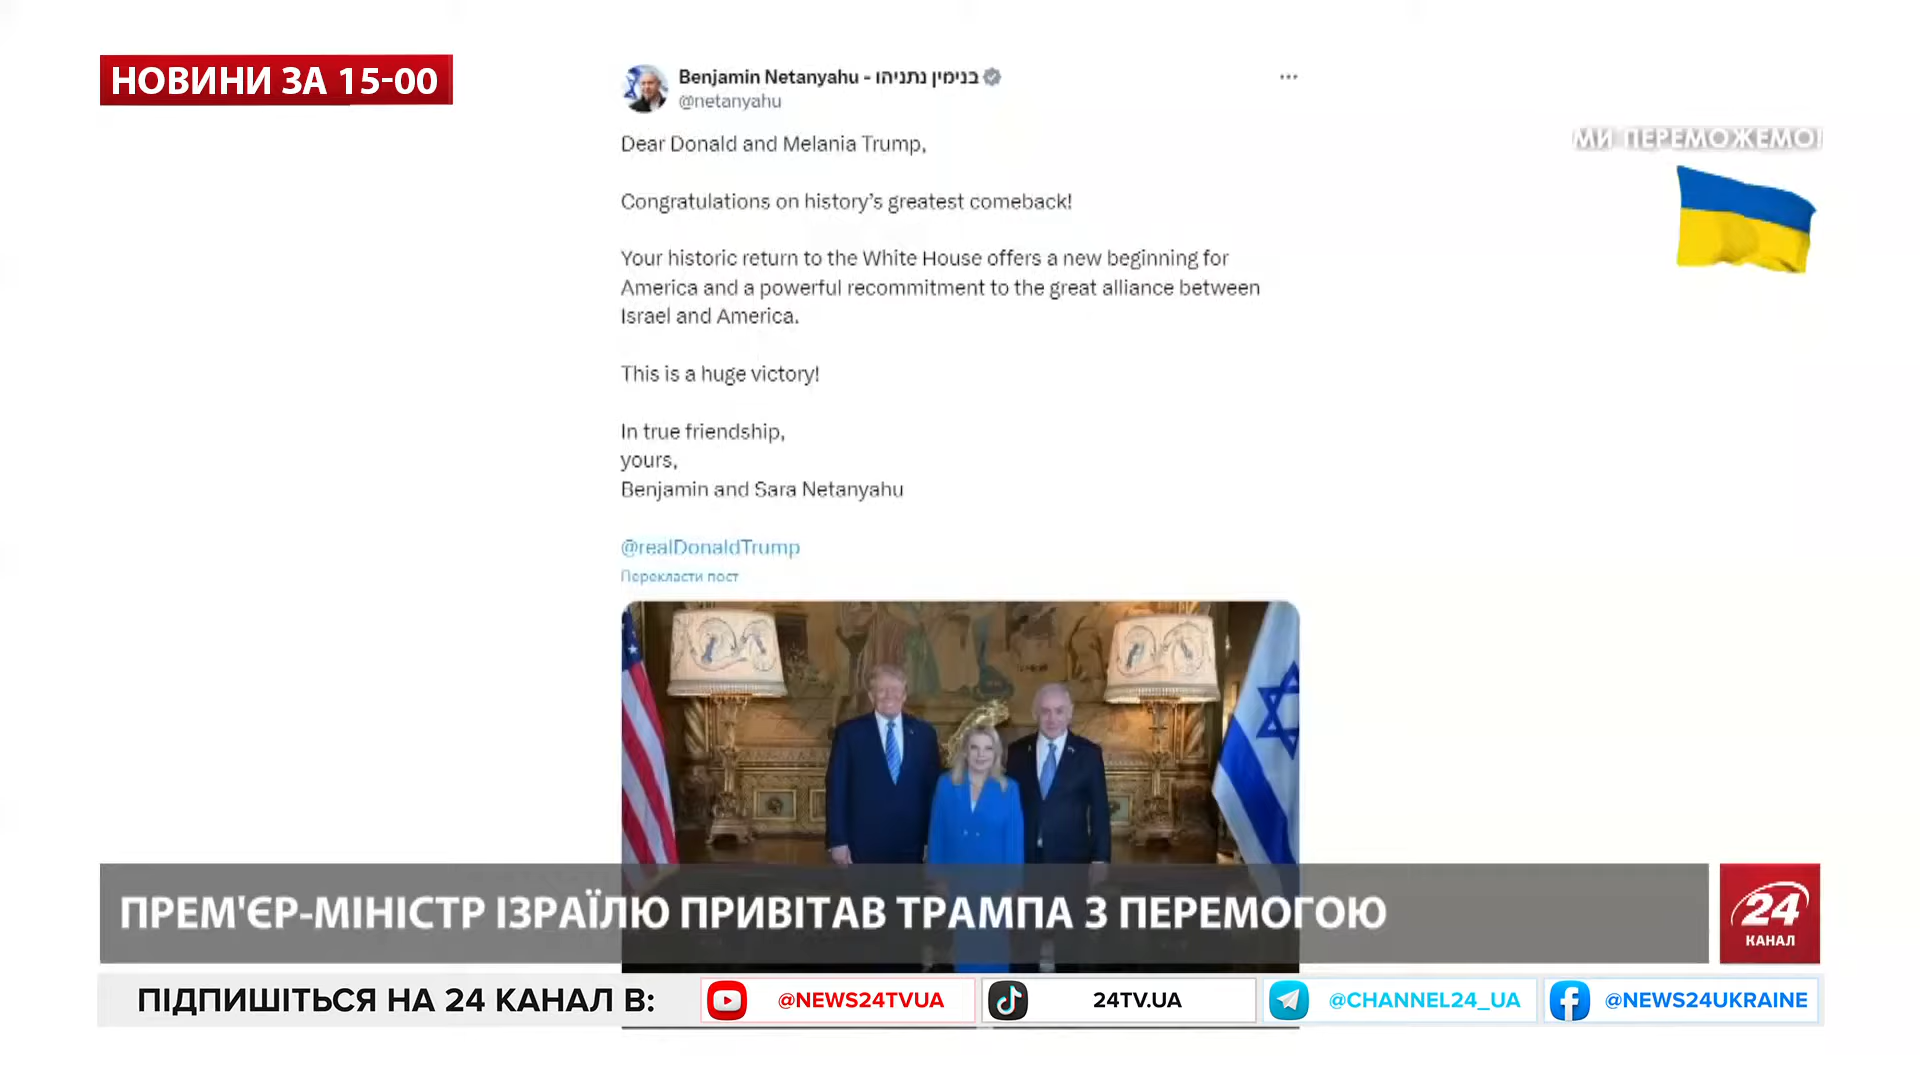 НОВИНИ ЗА 15-00
Benjamin Netanyahu - בנימין נתניהו
@netanyahu
МИ ПЕРЕМОЖЕМО!
Dear Donald and Melania Trump,
Congratulations on history’s greatest comeback!
Your historic return to the White House offers a new beginning for
America and a powerful recommitment to the great alliance between
Israel and America.
This is a huge victory!
In true friendship,
yours,
Benjamin and Sara Netanyahu
@realDonaldTrump
Перекласти пост
ПРЕМ'ЄР-МІНІСТР ІЗРАЇЛЮ ПРИВІТАВ ТРАМПА З ПЕРЕМОГОЮ
24
КАНАЛ
ПІДПИШІТЬСЯ НА 24 КАНАЛ В:
@NEWS24TVUA
24TV.UA
@CHANNEL24_UA
@NEWS24UKRAINE